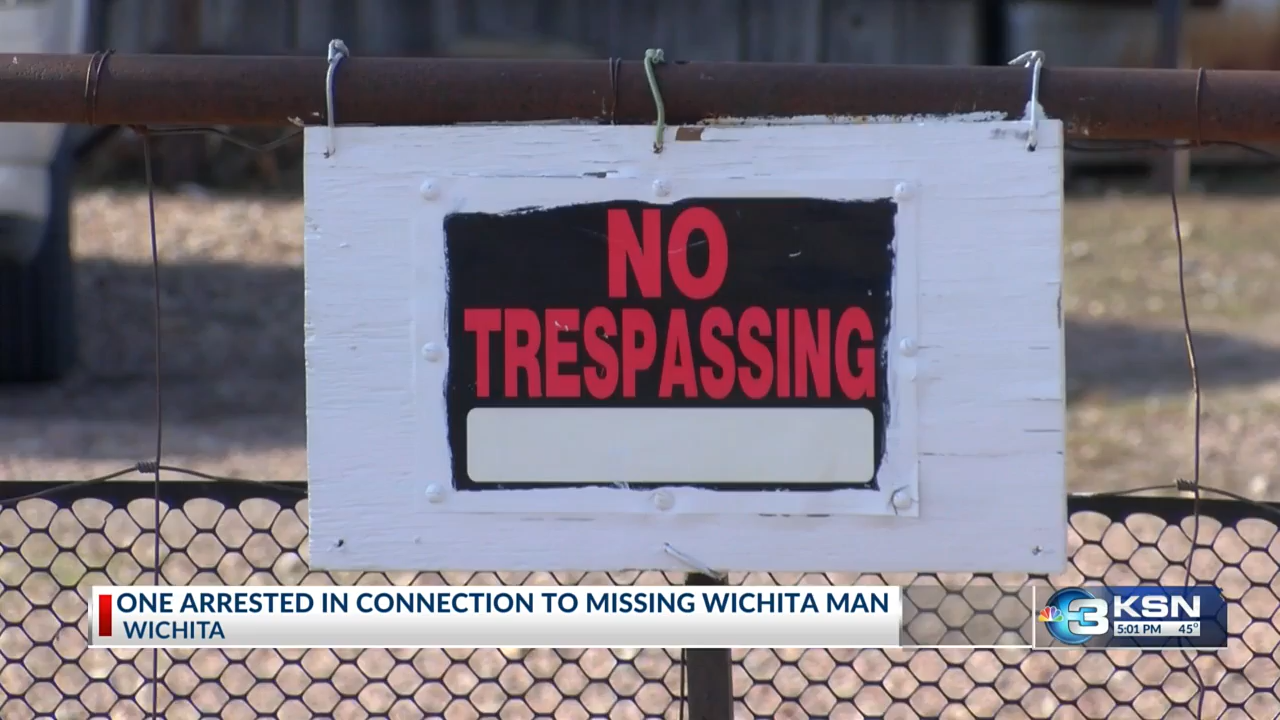 NO
TRESPASSING
ONE ARRESTED IN CONNECTION TO MISSING WICHITA MAN
WICHITA
3 KSN
5:01 PM 45°